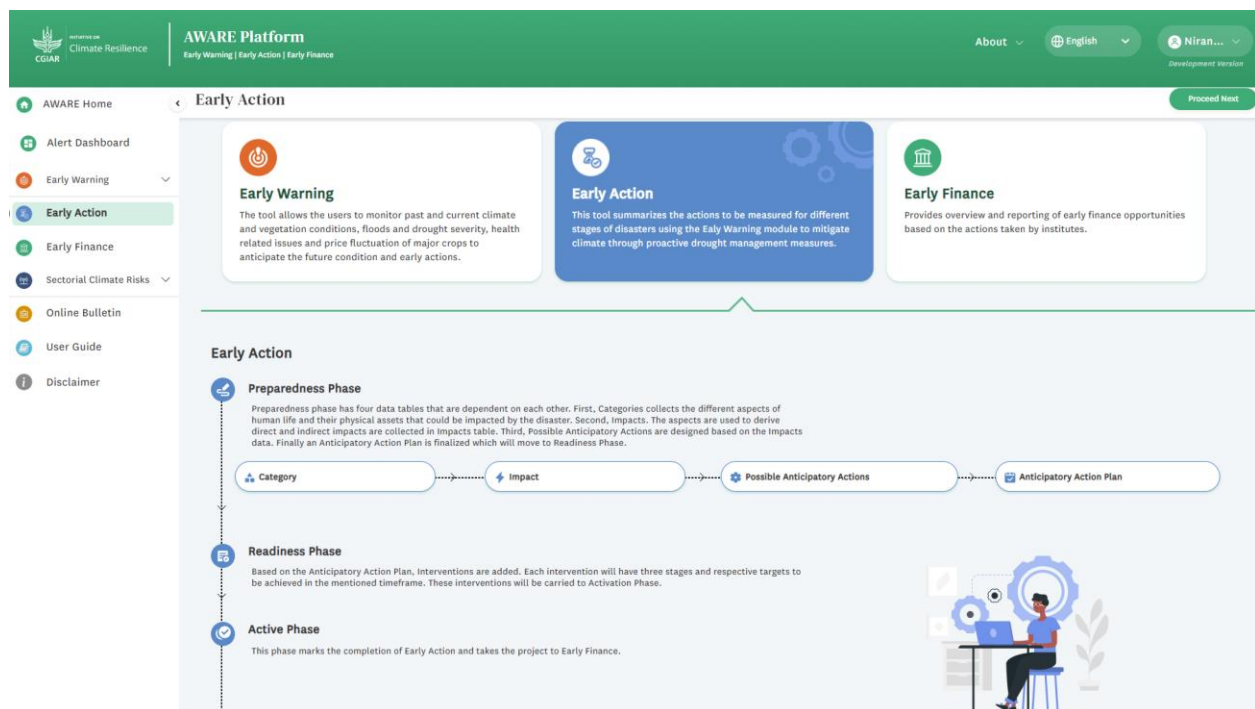 INITIATIVE ON
Climate Resilience
CGIAR
AWARE Platform
Early Warning | Early Action | Early Finance
About
English
Niran...
Development Version
AWARE Home
Alert Dashboard
Early Warning
Early Action
Early Finance
Sectorial Climate Risks
Online Bulletin
User Guide
Disclaimer
Early Action
Proceed Next
Early Warning
The tool allows the users to monitor past and current climate
and vegetation conditions, floods and drought severity, health
related issues and price fluctuation of major crops to
anticipate the future condition and early actions.
Early Action
This tool summarizes the actions to be measured for different
stages of disasters using the Ealy Warning module to mitigate
climate through proactive drought management measures.
Early Finance
Provides overview and reporting of early finance opportunities
based on the actions taken by institutes.
Early Action
Preparedness Phase
Preparedness phase has four data tables that are dependent on each other. First, Categories collects the different aspects of
human life and their physical assets that could be impacted by the disaster. Second, Impacts. The aspects are used to derive
direct and indirect impacts are collected in Impacts table. Third, Possible Anticipatory Actions are designed based on the Impacts
data. Finally an Anticipatory Action Plan is finalized which will move to Readiness Phase.
Category
Impact
Possible Anticipatory Actions
Anticipatory Action Plan
Readiness Phase
Based on the Anticipatory Action Plan, Interventions are added. Each intervention will have three stages and respective targets to
be achieved in the mentioned timeframe. These interventions will be carried to Activation Phase.
Active Phase
This phase marks the completion of Early Action and takes the project to Early Finance.